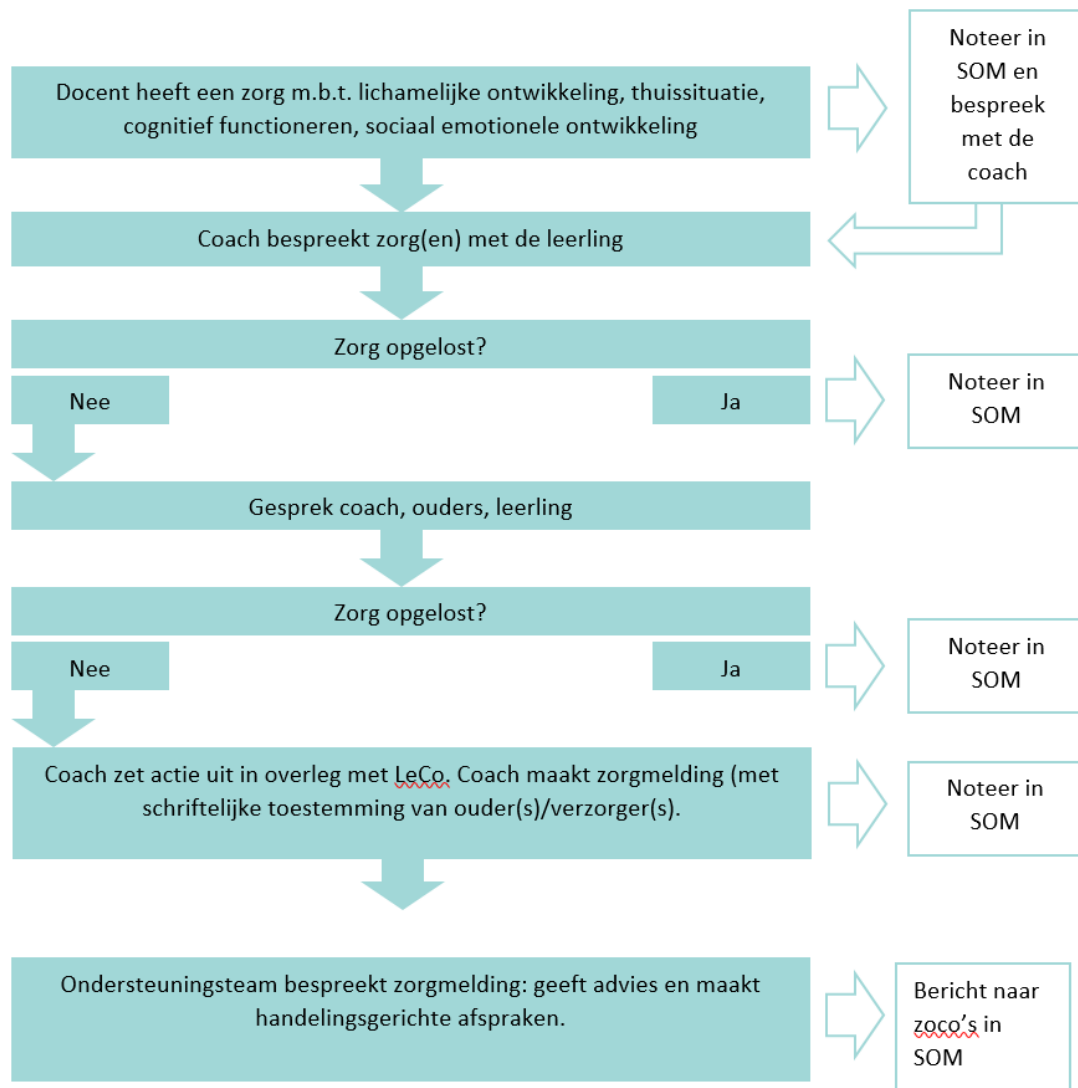 Docent heeft een zorg m.b.t. lichamelijke ontwikkeling, thuissituatie,
cognitief functioneren, sociaal emotionele ontwikkeling
Noteer in
SOM en
bespreek
met de
coach
Coach bespreekt zorg(en) met de leerling
Zorg opgelost?
Nee
Ja
Noteer in
SOM
Gesprek coach, ouders, leerling
Zorg opgelost?
Nee
Ja
Noteer in
SOM
Coach zet actie uit in overleg met LeCo. Coach maakt zorgmelding (met
schriftelijke toestemming van ouder(s)/verzorger(s).
Noteer in
SOM
Ondersteuningsteam bespreekt zorgmelding: geeft advies en maakt
handelingsgerichte afspraken.
Bericht naar
zoco's in
SOM